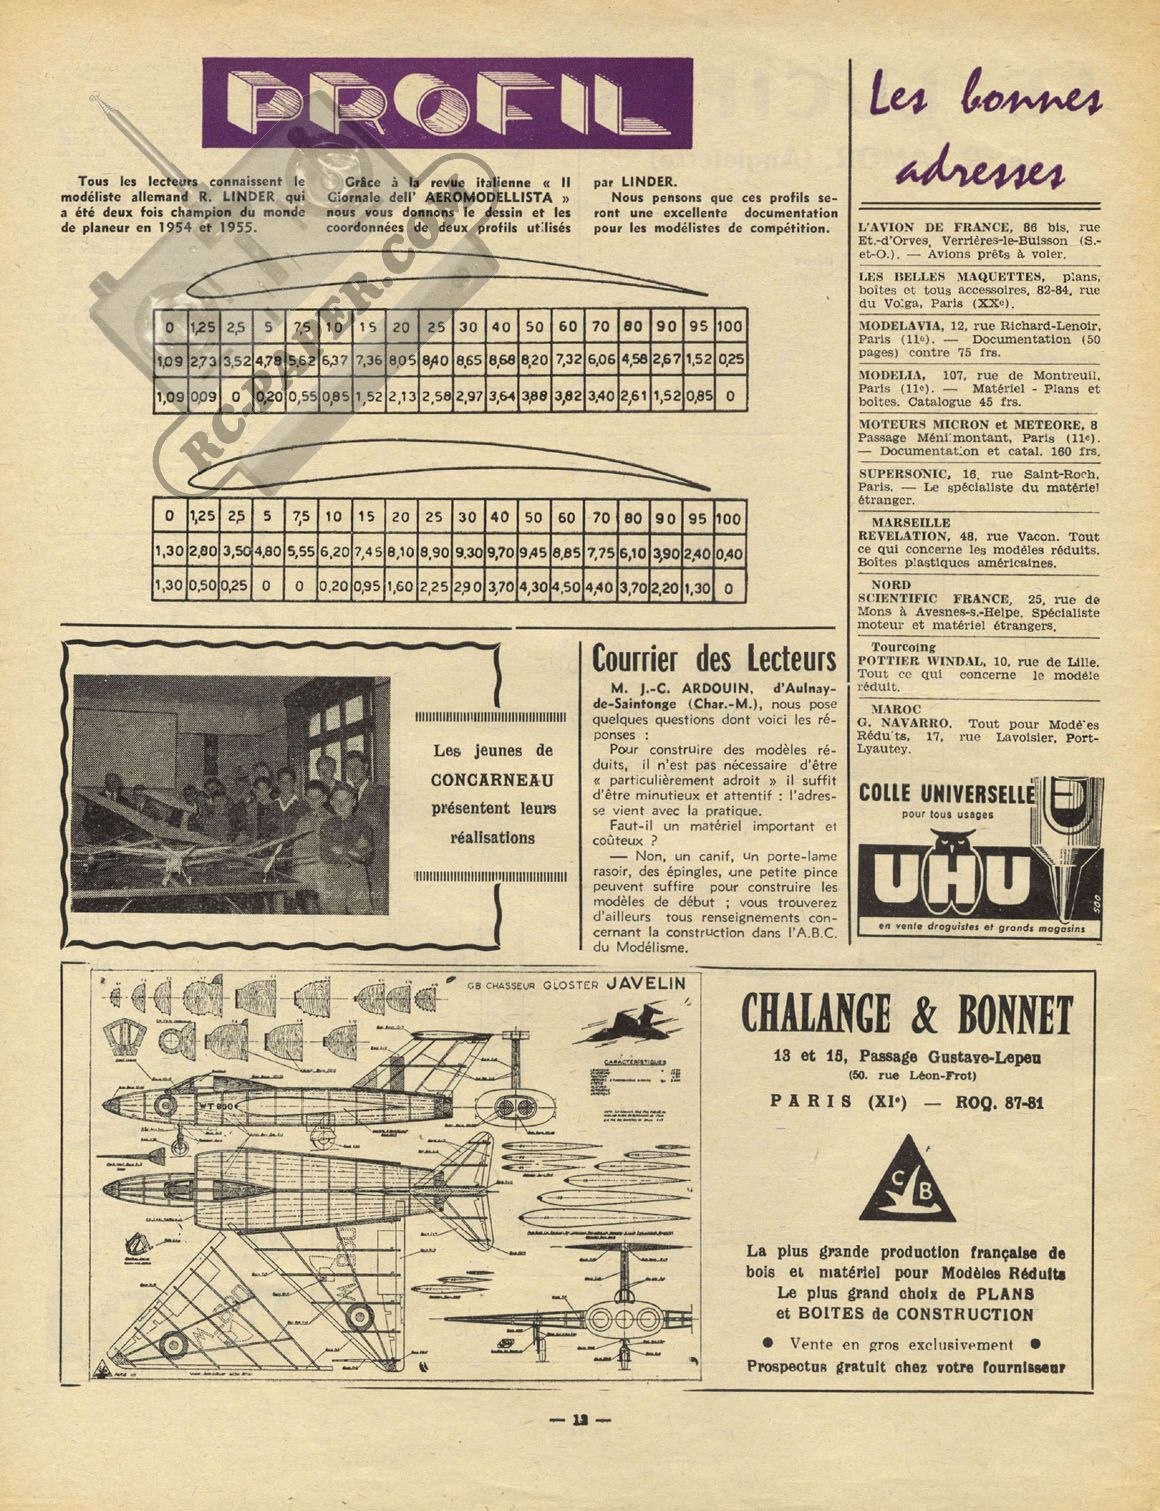 PROFIL
Tous les lecteurs connaissent le
modéliste allemand R. LINDER qui
a été deux fois champion du monde
de planeur en 1954 et 1955.
Grâce à la revue italienne « Il
Giornale dell' AEROMODELLISTA »
nous vous donnons le dessin et les
coordonnées de deux profils utilisés
par LINDER.
Nous pensons que ces profils se-
ront une excellente documentation
pour les modélistes de compétition.
0 1,25 2,5 5 7,5 10 15 20 25 30 40 50 60 70 80 90 95 100
1,09 2,73 3,52 4,78 5,62 6,37 7,36 8,05 8,40 8,65 8,68 8,20 7,32 6,06 4,58 2,67 1,52 0,25
1,09 0,09 0 0,20 0,55 0,85 1,52 2,13 2,58 2,97 3,64 3,88 3,82 3,40 2,61 1,52 0,85 0
0 1,25 2,5 5 7,5 10 15 20 25 30 40 50 60 70 80 90 95 100
1,30 2,80 3,50 4,80 5,55 6,20 7,45 8,10 8,90 9,30 9,70 9,45 8,85 7,75 6,10 3,90 2,40 0,40
1,30 0,50 0,25 0 0 0,20 0,95 1,60 2,25 2,90 3,70 4,30 4,50 4,40 3,70 2,20 1,30 0
RC-PAPER.COM
Les jeunes de
CONCARNEAU
présentent leurs
réalisations
Courrier des Lecteurs
M. J.-C. ARDOUIN, d'Aulnay-
de-Saintonge (Char.-M.), nous pose
quelques questions dont voici les ré-
ponses :
Pour construire des modèles ré-
duits, il n'est pas nécessaire d'être
« particulièrement adroit » il suffit
d'être minutieux et attentif : l'adres-
se vient avec la pratique.
Faut-il un matériel important et
coûteux ?
— Non, un canif, un porte-lame
rasoir, des épingles, une petite pince
peuvent suffire pour construire les
modèles de début ; vous trouverez
d'ailleurs tous renseignements con-
cernant la construction dans l'A.B.C.
du Modélisme.
Les bonnes
adresses
L'AVION DE FRANCE, 86 bis, rue
Et.-d'Orves, Verrières-le-Buisson (S.-
et-O.). — Avions prêts à voler.
LES BELLES MAQUETTES, plans,
boites et tous accessoires, 82-84, rue
du Volga, Paris (XXe).
MODELAVIA, 12, rue Richard-Lenoir,
Paris (11e). — Documentation (50
pages) contre 75 frs.
MODELIA, 107, rue de Montreuil,
Paris (11e). — Matériel - Plans et
boites. Catalogue 45 frs.
MOTEURS MICRON et METEORE, 8
Passage Ménilmontant, Paris (11e).
— Documentation et catal. 160 frs.
SUPERSONIC, 16, rue Saint-Roch,
Paris. — Le spécialiste du matériel
étranger.
MARSEILLE
REVELATION, 48, rue Vacon. Tout
ce qui concerne les modèles réduits.
Boîtes plastiques américaines.
NORD
SCIENTIFIC FRANCE, 25, rue de
Mons à Avesnes-s.-Helpe. Spécialiste
moteur et matériel étrangers.
Tourcoing
POTTIER WINDAL, 10, rue de Lille.
Tout ce qui concerne le modèle
réduit.
MAROC
G. NAVARRO. Tout pour Modèles
Réduits, 17, rue Lavoisier, Port-
Lyautey.
COLLE UNIVERSELLE
pour tous usages
UHU
en vente droguistes et grands magasins
500
GB CHASSEUR GLOSTER JAVELIN
CARACTÉRISTIQUES
WT 830
CHALANGE & BONNET
13 et 15, Passage Gustave-Lepeu
(50, rue Léon-Frot)
PARIS (XIe) — ROQ. 87-81
C B
La plus grande production française de
bois et matériel pour Modèles Réduits
Le plus grand choix de PLANS
et BOITES de CONSTRUCTION
● Vente en gros exclusivement ●
Prospectus gratuit chez votre fournisseur
— 12 —